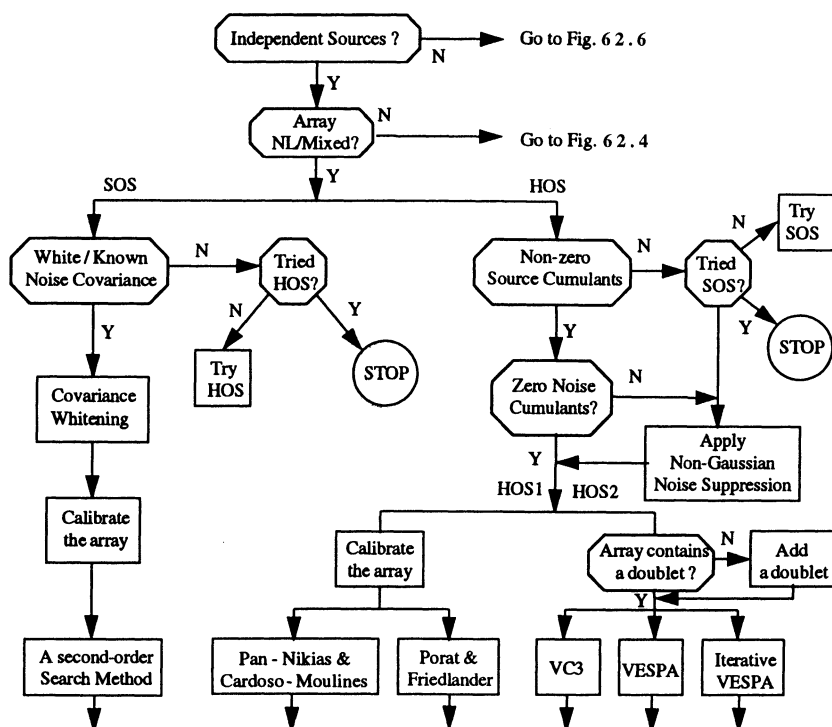 Independent Sources ?
N
Go to Fig. 6 2 . 6
Y
Array
NL/Mixed?
N
Go to Fig. 6 2 . 4
Y
SOS
HOS
White / Known
Noise Covariance
N
Tried
HOS?
N
Y
Try
HOS
STOP
Y
Non-zero
Source Cumulants
N
Tried
SOS?
N
Try
SOS
Y
STOP
Y
Covariance
Whitening
Zero Noise
Cumulants?
N
Y
Apply
Non-Gaussian
Noise Suppression
HOS1
HOS2
Calibrate
the array
Calibrate
the array
Array contains
a doublet ?
N
Add
a doublet
Y
A second-order
Search Method
Pan - Nikias &
Cardoso - Moulines
Porat &
Friedlander
VC3
VESPA
Iterative
VESPA